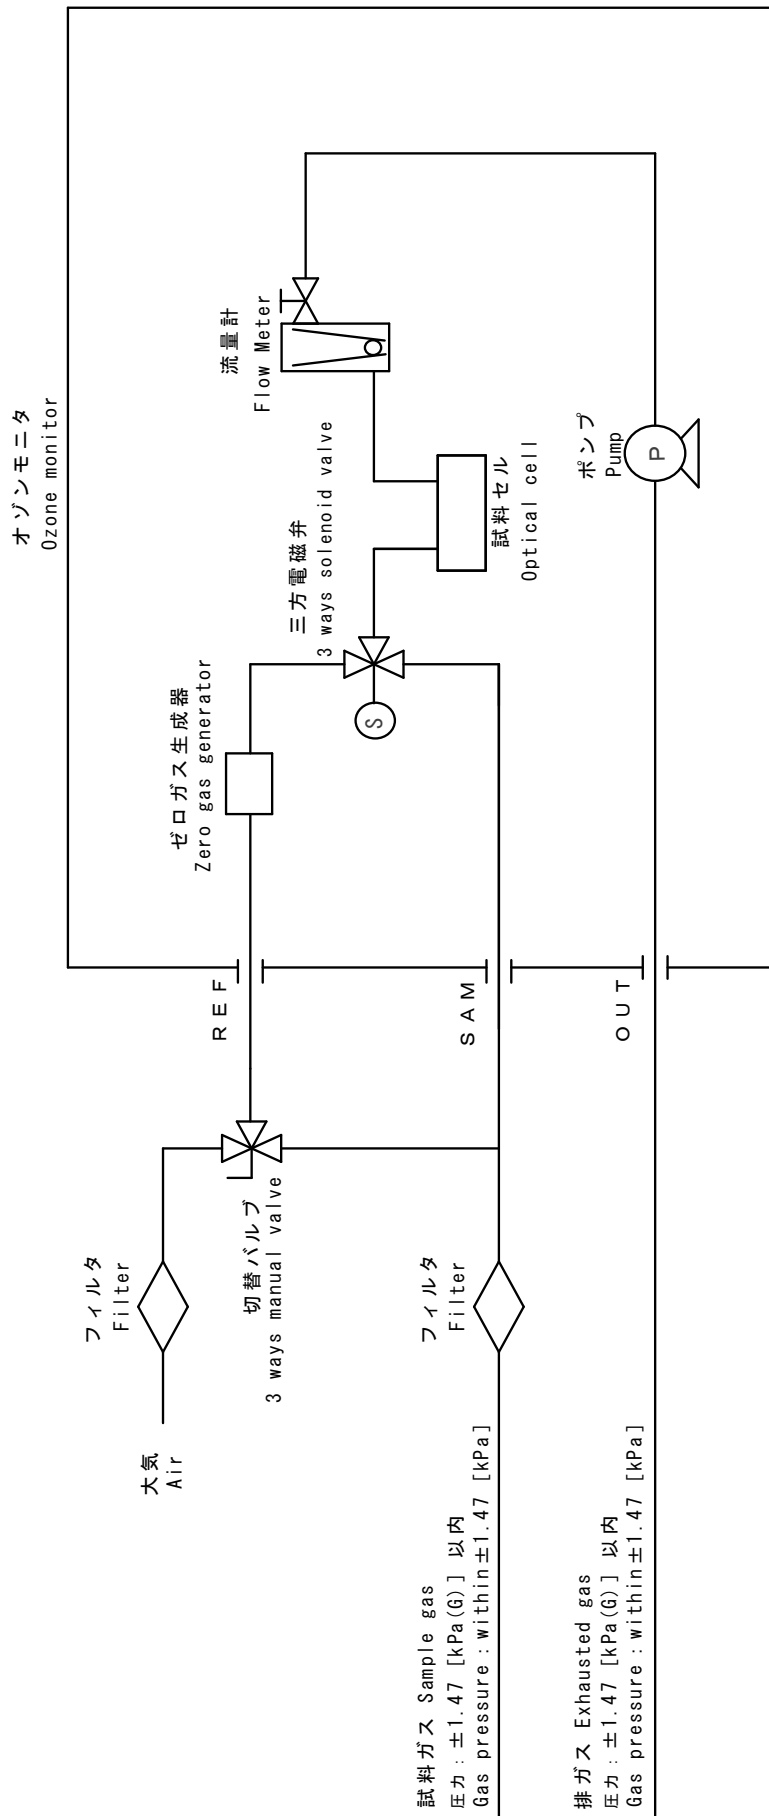 オゾンモニタ
Ozone monitor
流量計
Flow Meter
三方電磁弁
3 ways solenoid valve
試料セル
Optical cell
ポンプ
Pump
P
ゼロガス生成器
Zero gas generator
S
REF
SAM
OUT
フィルタ
Filter
切替バルブ
3 ways manual valve
フィルタ
Filter
大気
Air
試料ガス Sample gas
圧力：±1.47 [kPa(G)] 以内
Gas pressure：within±1.47 [kPa]
排ガス Exhausted gas
圧力：±1.47 [kPa(G)] 以内
Gas pressure：within±1.47 [kPa]